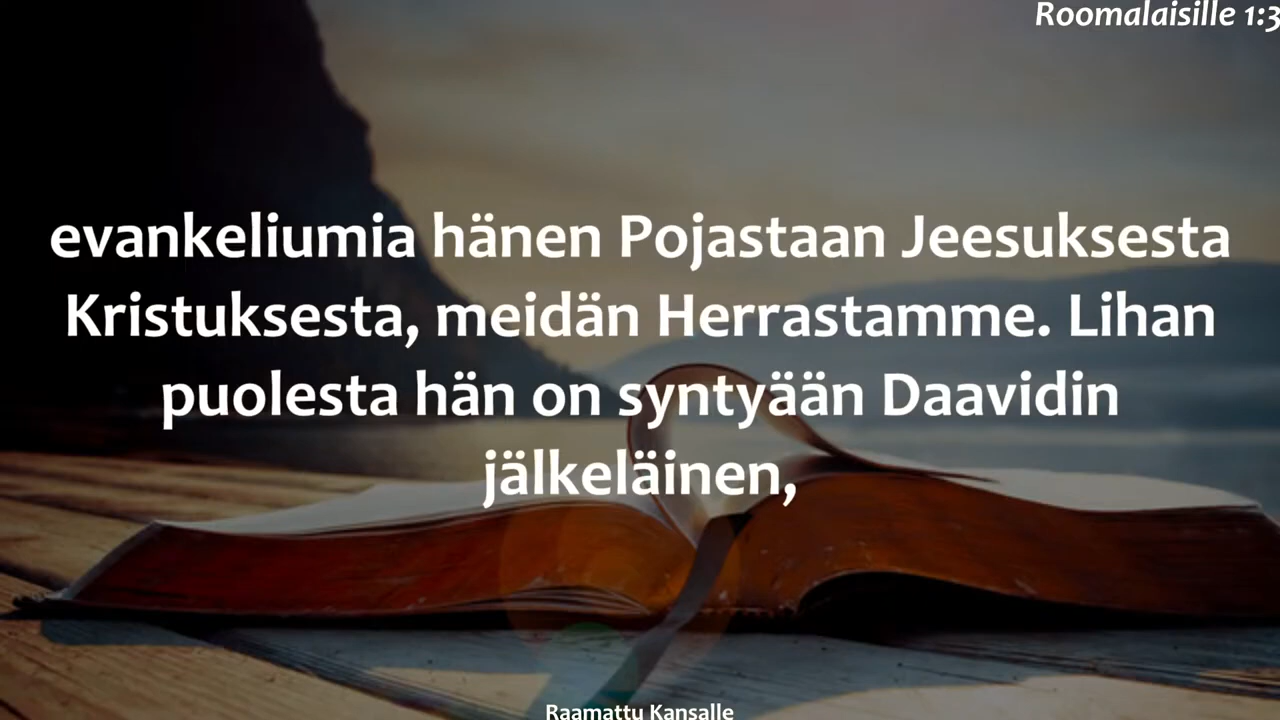 Roomalaisille 1:3
evankeliumia hänen Pojastaan Jeesuksesta
Kristuksesta, meidän Herrastamme. Lihan
puolesta hän on syntyään Daavidin
jälkeläinen,
Raamattu Kansalle